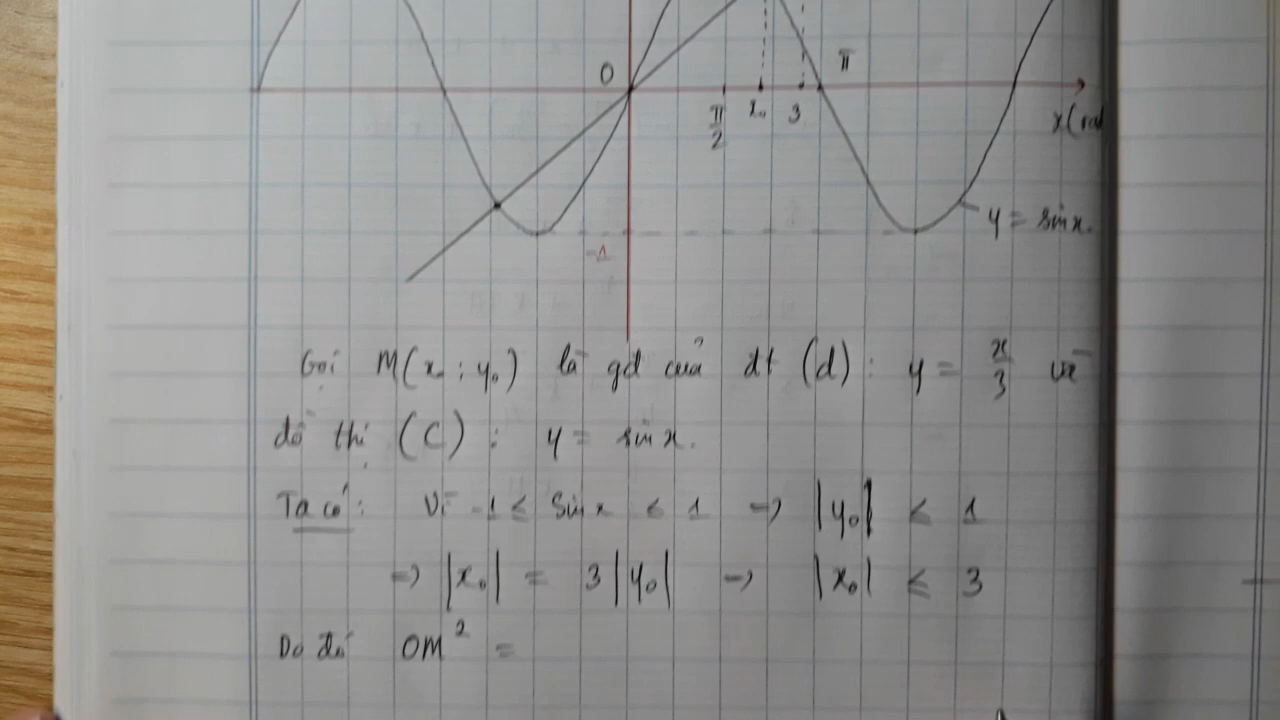 O
π
π/2 x₀ 3
x(rad
y = sin x.
-1
Gọi M(x₀; y₀) là gđ của đt (d): y = x/3 và
đồ thị (C): y = sin x.
Ta có: Vì -1 ≤ Sin x ≤ 1 => |y₀| ≤ 1
=> |x₀| = 3|y₀| => |x₀| ≤ 3
Do đó OM² =